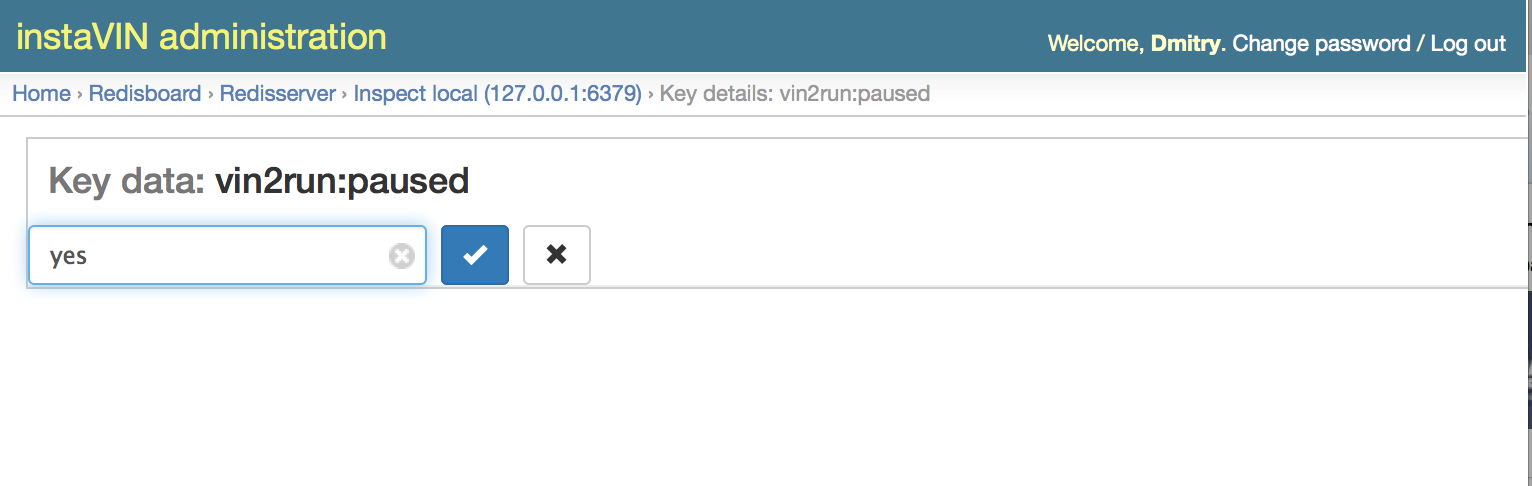 instaVIN administration
Welcome, Dmitry. Change password / Log out
Home › Redisboard › Redisserver › Inspect local (127.0.0.1:6379) › Key details: vin2run:paused
Key data: vin2run:paused
yes